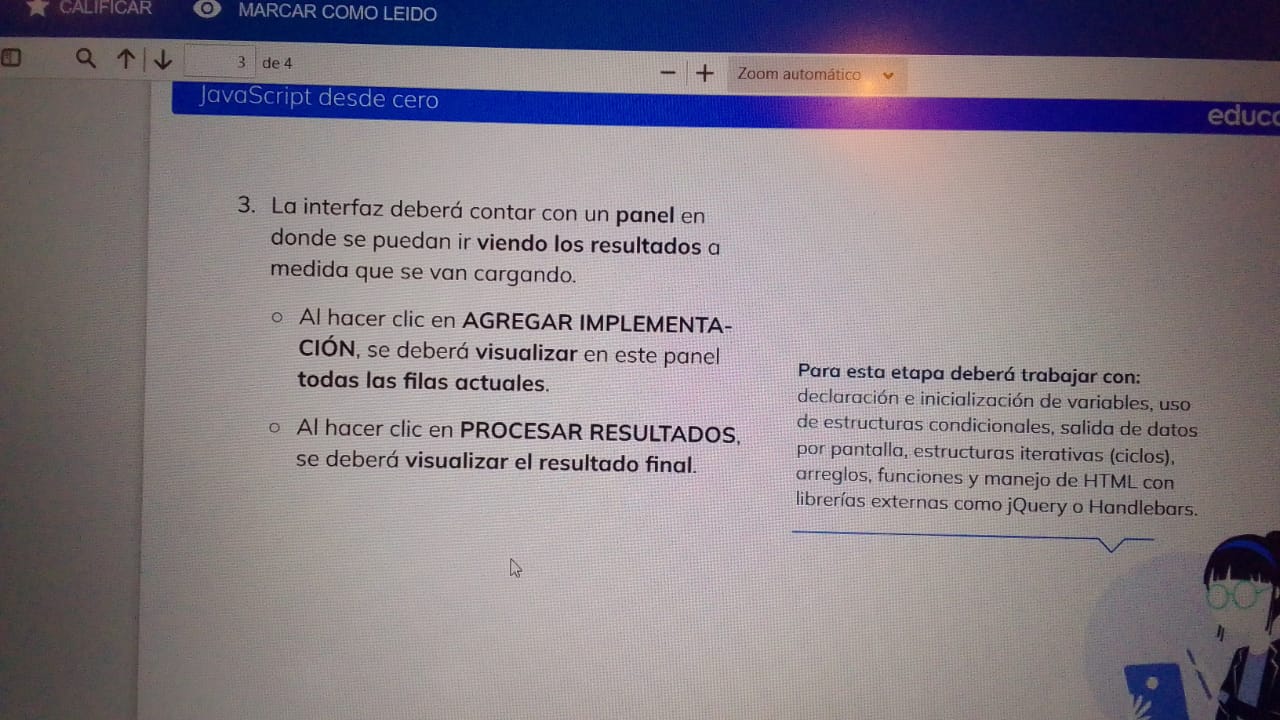 CALIFICAR
MARCAR COMO LEIDO
3 de 4
Zoom automático
JavaScript desde cero
educa
3. La interfaz deberá contar con un panel en
donde se puedan ir viendo los resultados a
medida que se van cargando.
○ Al hacer clic en AGREGAR IMPLEMENTA-
CIÓN, se deberá visualizar en este panel
todas las filas actuales.
○ Al hacer clic en PROCESAR RESULTADOS,
se deberá visualizar el resultado final.
Para esta etapa deberá trabajar con:
declaración e inicialización de variables, uso
de estructuras condicionales, salida de datos
por pantalla, estructuras iterativas (ciclos),
arreglos, funciones y manejo de HTML con
librerías externas como jQuery o Handlebars.